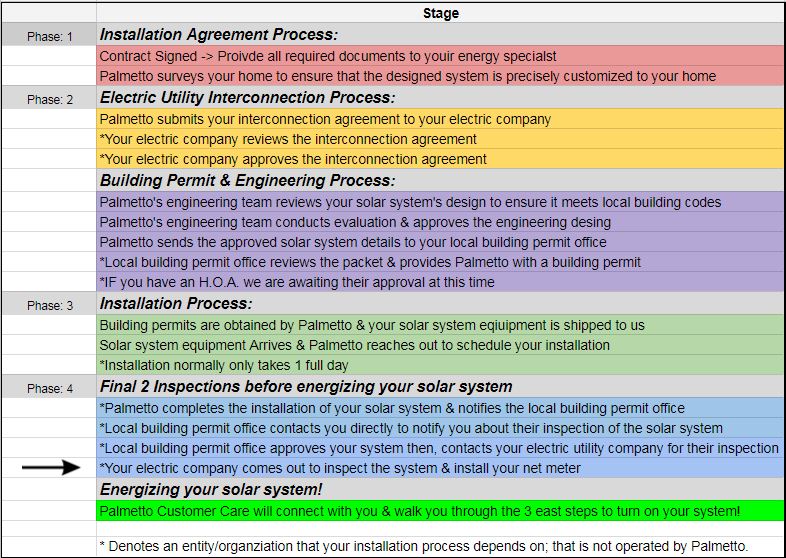 Stage
Phase: 1 Installation Agreement Process:
Contract Signed -> Proivde all required documents to youir energy specialst
Palmetto surveys your home to ensure that the designed system is precisely customized to your home
Phase: 2 Electric Utility Interconnection Process:
Palmetto submits your interconnection agreement to your electric company
*Your electric company reviews the interconnection agreement
*Your electric company approves the interconnection agreement
Building Permit & Engineering Process:
Palmetto's engineering team reviews your solar system's design to ensure it meets local building codes
Palmetto's engineering team conducts evaluation & approves the engineering desing
Palmetto sends the approved solar system details to your local building permit office
*Local building permit office reviews the packet & provides Palmetto with a building permit
*IF you have an H.O.A. we are awaiting their approval at this time
Phase: 3 Installation Process:
Building permits are obtained by Palmetto & your solar system eqiuipment is shipped to us
Solar system equipment Arrives & Palmetto reaches out to schedule your installation
*Installation normally only takes 1 full day
Phase: 4 Final 2 Inspections before energizing your solar system
*Palmetto completes the installation of your solar system & notifies the local building permit office
*Local building permit office contacts you directly to notify you about their inspection of the solar system
*Local building permit office approves your system then, contacts your electric utility company for their inspection
*Your electric company comes out to inspect the system & install your net meter
Energizing your solar system!
Palmetto Customer Care will connect with you & walk you through the 3 east steps to turn on your system!
* Denotes an entity/organziation that your installation process depends on; that is not operated by Palmetto.